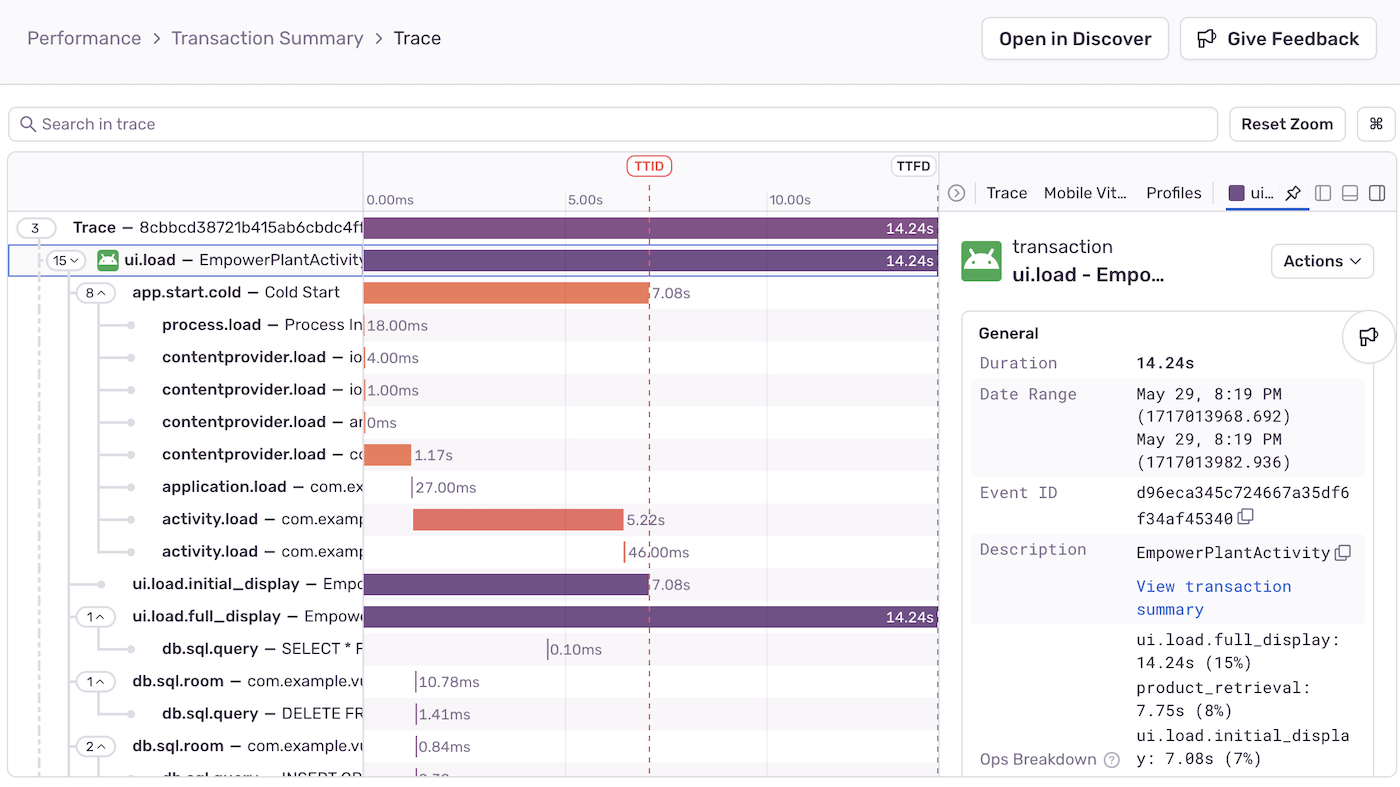 Performance > Transaction Summary > Trace
Open in Discover
Give Feedback
Search in trace
Reset Zoom
⌘
TTID
TTFD
0.00ms
5.00s
10.00s
Trace
Mobile Vit...
Profiles
ui...
3
Trace — 8cbbcd38721b415ab6cbdc4ff
14.24s
15
ui.load — EmpowerPlantActivity
14.24s
8
app.start.cold — Cold Start
7.08s
process.load — Process In
18.00ms
contentprovider.load — io
4.00ms
contentprovider.load — io
1.00ms
contentprovider.load — an
0ms
contentprovider.load — co
1.17s
application.load — com.ex
27.00ms
activity.load — com.examp
5.22s
activity.load — com.examp
46.00ms
ui.load.initial_display — Empo
7.08s
1
ui.load.full_display — Empowe
14.24s
db.sql.query — SELECT * F
0.10ms
1
db.sql.room — com.example.vu
10.78ms
db.sql.query — DELETE FR
1.41ms
2
db.sql.room — com.example.vu
0.84ms
transaction
ui.load - Empo...
Actions
General
Duration
14.24s
Date Range
May 29, 8:19 PM
(1717013968.692)
May 29, 8:19 PM
(1717013982.936)
Event ID
d96eca345c724667a35df6
f34af45340
Description
EmpowerPlantActivity
View transaction
summary
ui.load.full_display:
14.24s (15%)
product_retrieval:
7.75s (8%)
ui.load.initial_displa
y: 7.08s (7%)
Ops Breakdown ?